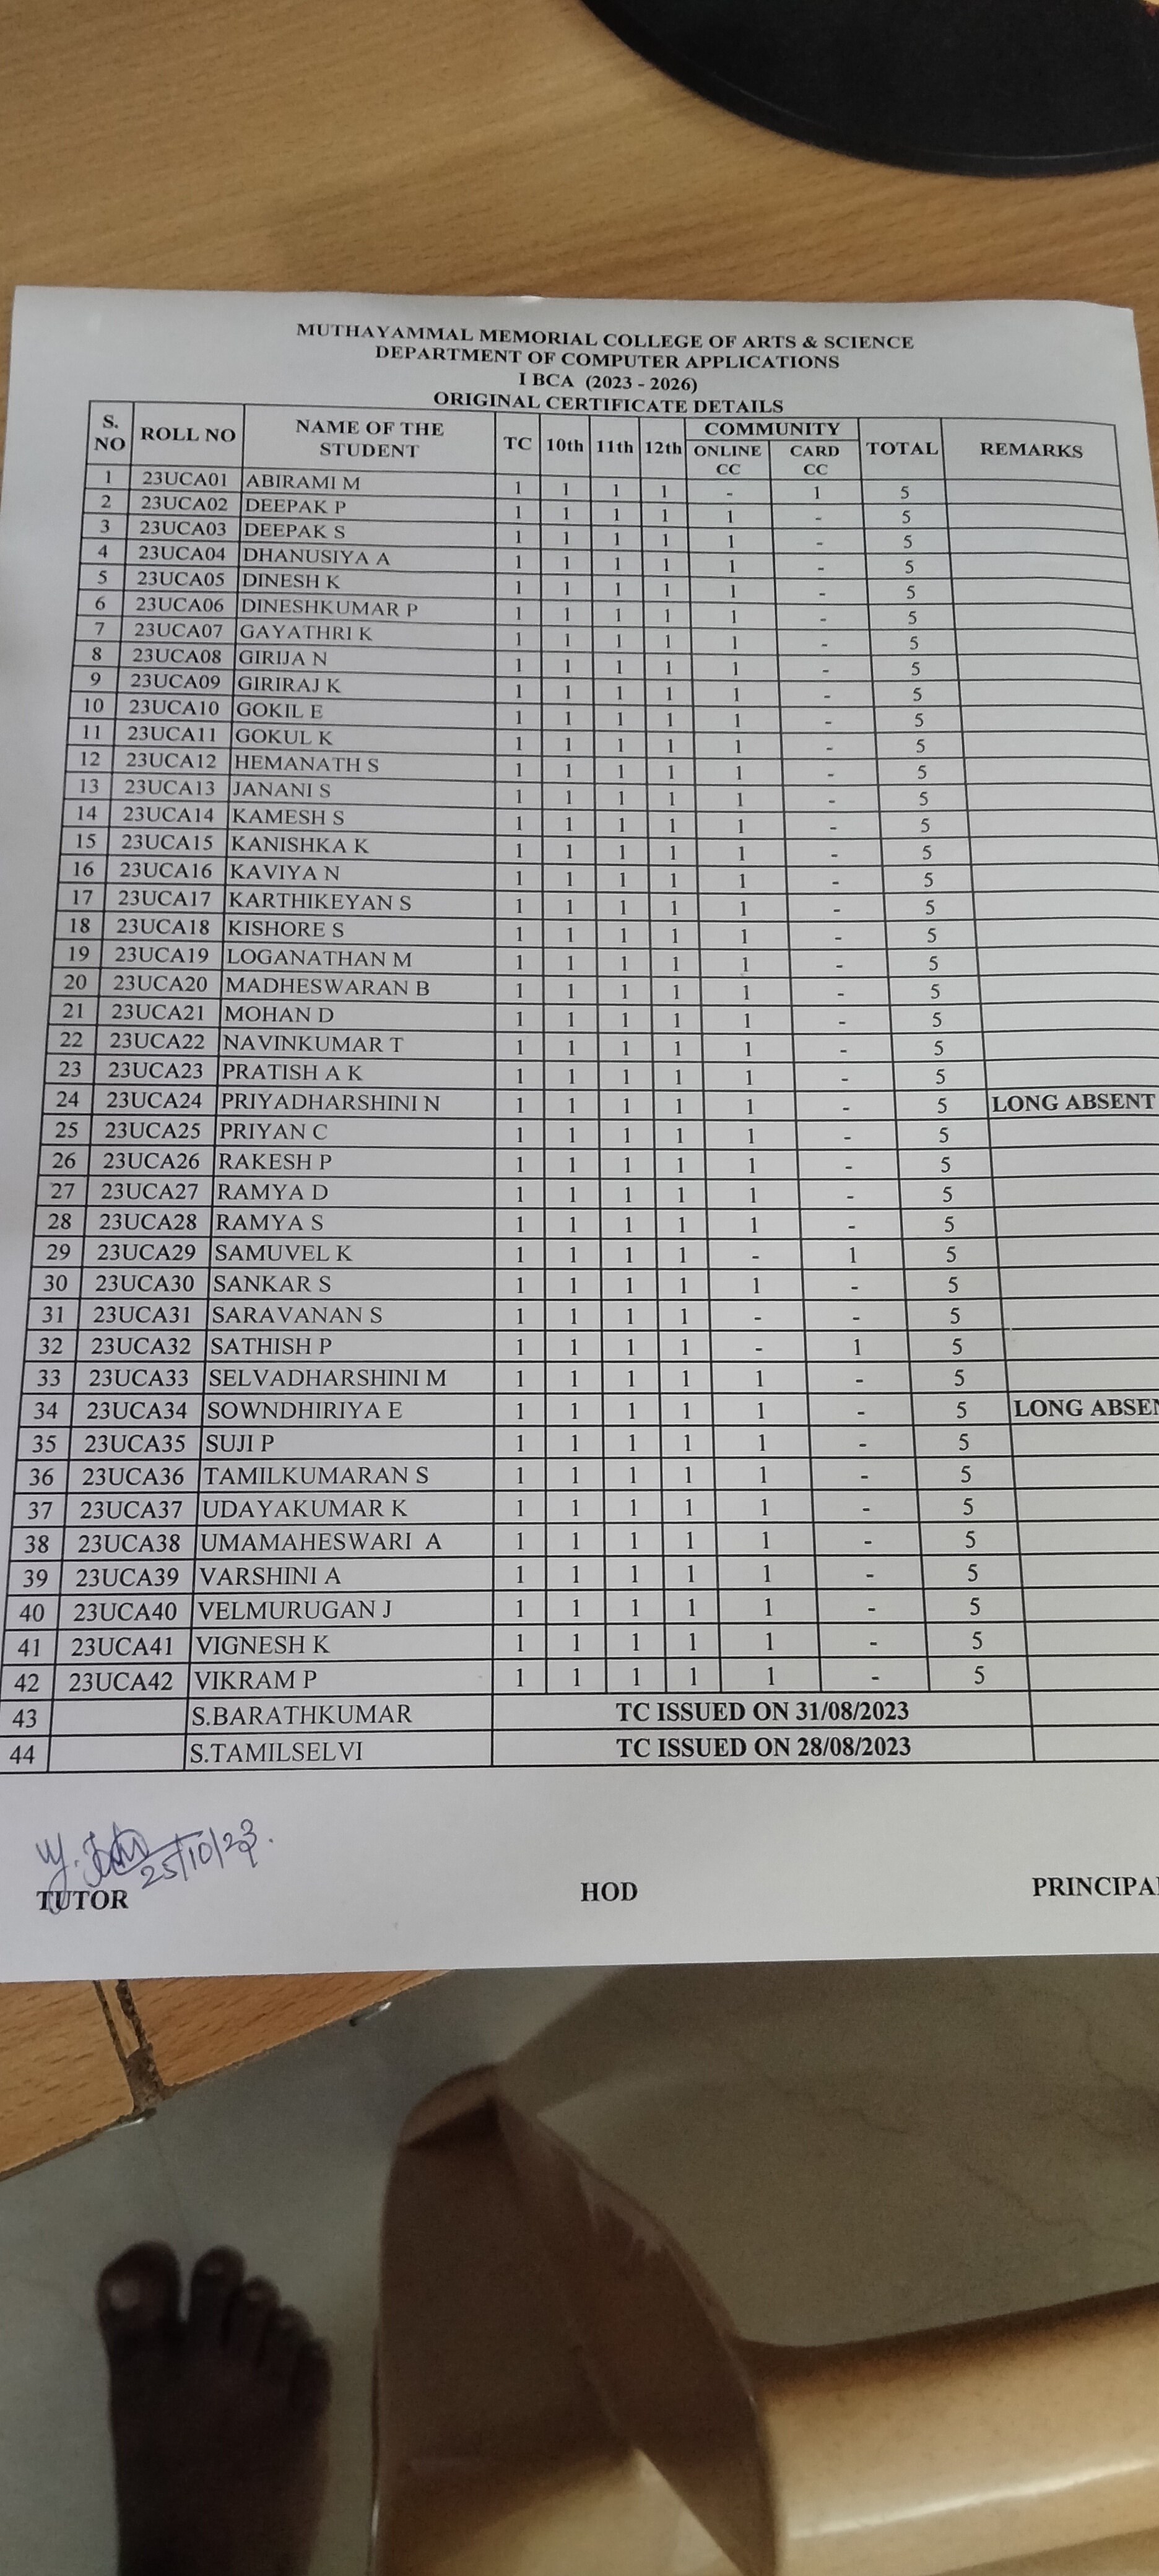 MUTHAYAMMAL MEMORIAL COLLEGE OF ARTS & SCIENCE
DEPARTMENT OF COMPUTER APPLICATIONS
I BCA (2023 - 2026)
ORIGINAL CERTIFICATE DETAILS
S. NO ROLL NO NAME OF THE STUDENT TC 10th 11th 12th COMMUNITY ONLINE CC CARD CC TOTAL REMARKS
1 23UCA01 ABIRAMI M 1 1 1 1 - 1 5
2 23UCA02 DEEPAK P 1 1 1 1 1 - 5
3 23UCA03 DEEPAK S 1 1 1 1 1 - 5
4 23UCA04 DHANUSIYA A 1 1 1 1 1 - 5
5 23UCA05 DINESH K 1 1 1 1 1 - 5
6 23UCA06 DINESHKUMAR P 1 1 1 1 1 - 5
7 23UCA07 GAYATHRI K 1 1 1 1 1 - 5
8 23UCA08 GIRIJA N 1 1 1 1 1 - 5
9 23UCA09 GIRIRAJ K 1 1 1 1 1 - 5
10 23UCA10 GOKIL E 1 1 1 1 1 - 5
11 23UCA11 GOKUL K 1 1 1 1 1 - 5
12 23UCA12 HEMANATH S 1 1 1 1 1 - 5
13 23UCA13 JANANI S 1 1 1 1 1 - 5
14 23UCA14 KAMESH S 1 1 1 1 1 - 5
15 23UCA15 KANISHKA K 1 1 1 1 1 - 5
16 23UCA16 KAVIYA N 1 1 1 1 1 - 5
17 23UCA17 KARTHIKEYAN S 1 1 1 1 1 - 5
18 23UCA18 KISHORE S 1 1 1 1 1 - 5
19 23UCA19 LOGANATHAN M 1 1 1 1 1 - 5
20 23UCA20 MADHESWARAN B 1 1 1 1 1 - 5
21 23UCA21 MOHAN D 1 1 1 1 1 - 5
22 23UCA22 NAVINKUMAR T 1 1 1 1 1 - 5
23 23UCA23 PRATISH A K 1 1 1 1 1 - 5
24 23UCA24 PRIYADHARSHINI N 1 1 1 1 1 - 5 LONG ABSENT
25 23UCA25 PRIYAN C 1 1 1 1 1 - 5
26 23UCA26 RAKESH P 1 1 1 1 1 - 5
27 23UCA27 RAMYA D 1 1 1 1 1 - 5
28 23UCA28 RAMYA S 1 1 1 1 1 - 5
29 23UCA29 SAMUVEL K 1 1 1 1 - 1 5
30 23UCA30 SANKAR S 1 1 1 1 1 - 5
31 23UCA31 SARAVANAN S 1 1 1 1 - - 5
32 23UCA32 SATHISH P 1 1 1 1 - 1 5
33 23UCA33 SELVADHARSHINI M 1 1 1 1 1 - 5
34 23UCA34 SOWNDHIRIYA E 1 1 1 1 1 - 5 LONG ABSEN
35 23UCA35 SUJI P 1 1 1 1 1 - 5
36 23UCA36 TAMILKUMARAN S 1 1 1 1 1 - 5
37 23UCA37 UDAYAKUMAR K 1 1 1 1 1 - 5
38 23UCA38 UMAMAHESWARI A 1 1 1 1 1 - 5
39 23UCA39 VARSHINI A 1 1 1 1 1 - 5
40 23UCA40 VELMURUGAN J 1 1 1 1 1 - 5
41 23UCA41 VIGNESH K 1 1 1 1 1 - 5
42 23UCA42 VIKRAM P 1 1 1 1 1 - 5
43 S.BARATHKUMAR TC ISSUED ON 31/08/2023
44 S.TAMILSELVI TC ISSUED ON 28/08/2023
25/10/23.
TUTOR HOD PRINCIPA